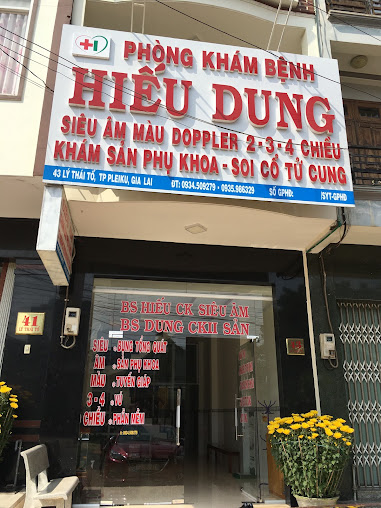 PHÒNG KHÁM BỆNH
HIẾU DUNG
SIÊU ÂM MÀU DOPPLER 2-3-4 CHIỀU
KHÁM SẢN PHỤ KHOA - SOI CỔ TỬ CUNG
43 LÝ THÁI TỔ, TP PLEIKU, GIA LAI ĐT: 0934.509279 - 0935.986329 SỐ GPHĐ: /SYT-GPHĐ
BS HIẾU CK SIÊU ÂM
BS DUNG CKII SẢN
SIÊU . BỤNG TỔNG QUÁT
ÂM . SẢN PHỤ KHOA
MÀU . TUYẾN GIÁP
3-4 . VÚ
CHIỀU . PHẦN MỀM
41